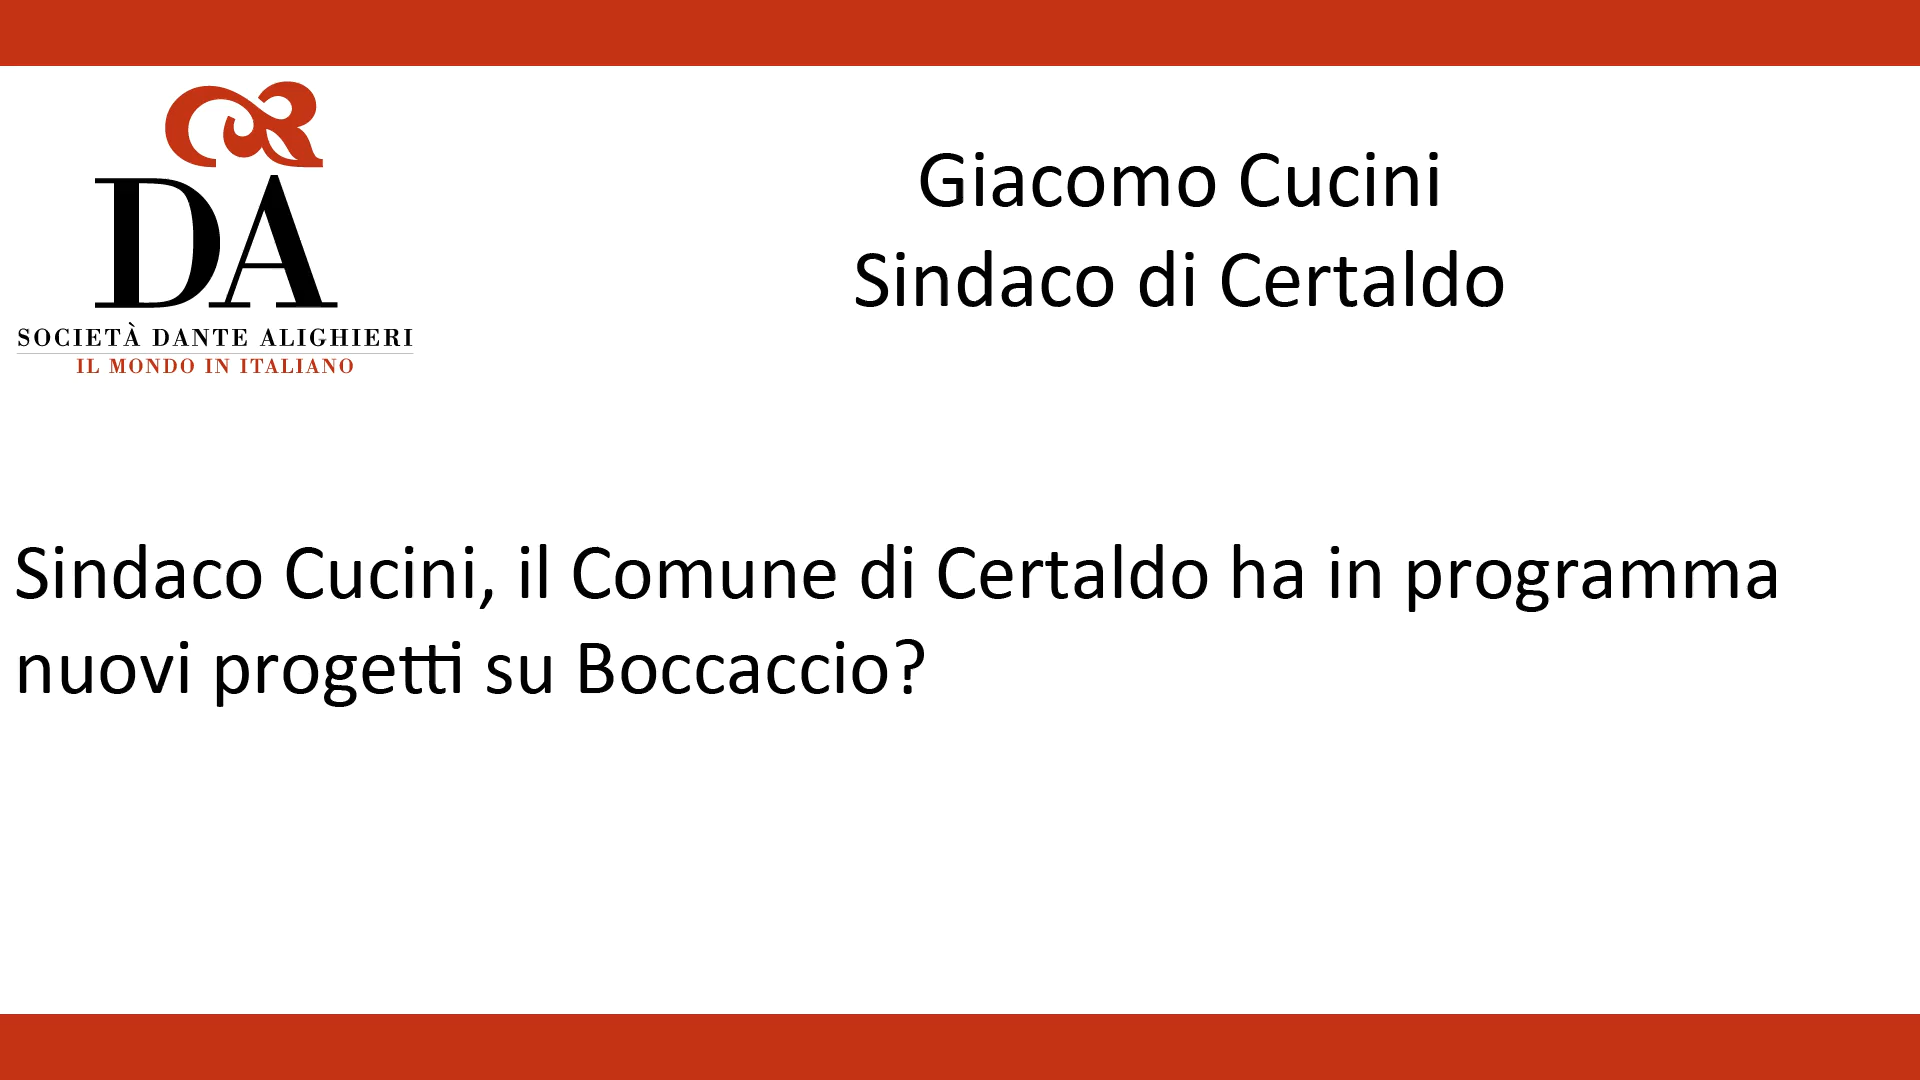 DA
SOCIETÀ DANTE ALIGHIERI
IL MONDO IN ITALIANO
Giacomo Cucini
Sindaco di Certaldo
Sindaco Cucini, il Comune di Certaldo ha in programma
nuovi progetti su Boccaccio?